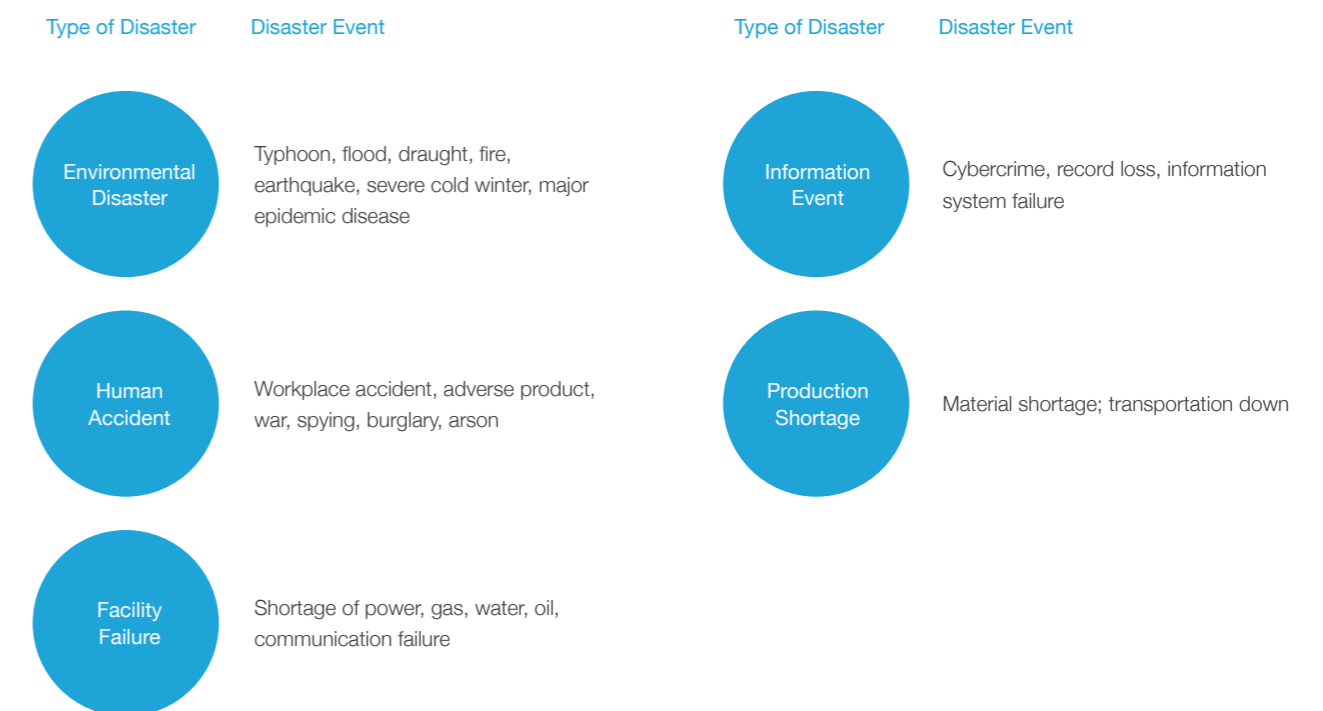 Type of Disaster
Disaster Event
Environmental
Disaster
Typhoon, flood, draught, fire,
earthquake, severe cold winter, major
epidemic disease
Human
Accident
Workplace accident, adverse product,
war, spying, burglary, arson
Facility
Failure
Shortage of power, gas, water, oil,
communication failure
Type of Disaster
Disaster Event
Information
Event
Cybercrime, record loss, information
system failure
Production
Shortage
Material shortage; transportation down